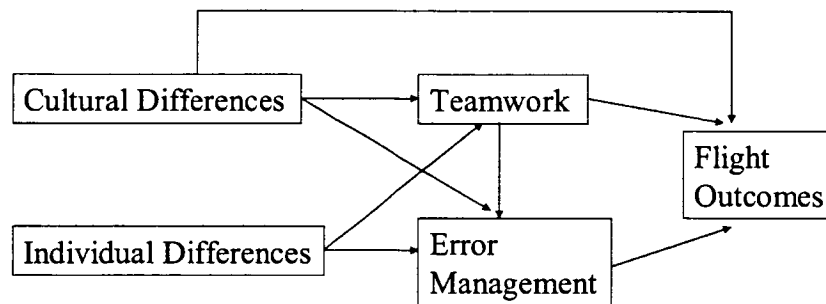 Cultural Differences
Teamwork
Flight
Outcomes
Individual Differences
Error
Management